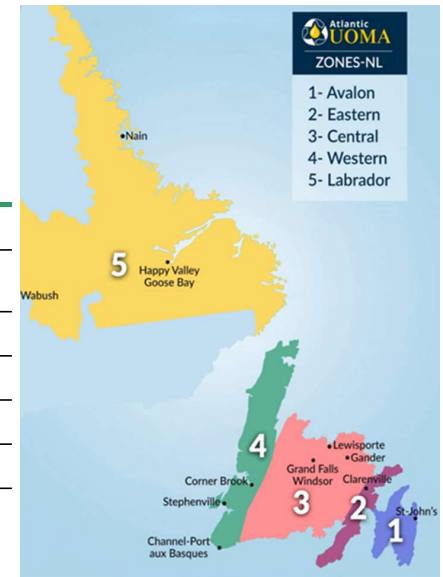 Atlantic
UOMA
ZONES-NL
1- Avalon
2- Eastern
3- Central
4- Western
5- Labrador
Nain
5
Happy Valley
Goose Bay
Wabush
4
Lewisporte
Gander
Grand Falls
Windsor
Corner Brook
Clarenville
Stephenville
3
2
St-John's
1
Channel-Port
aux Basques